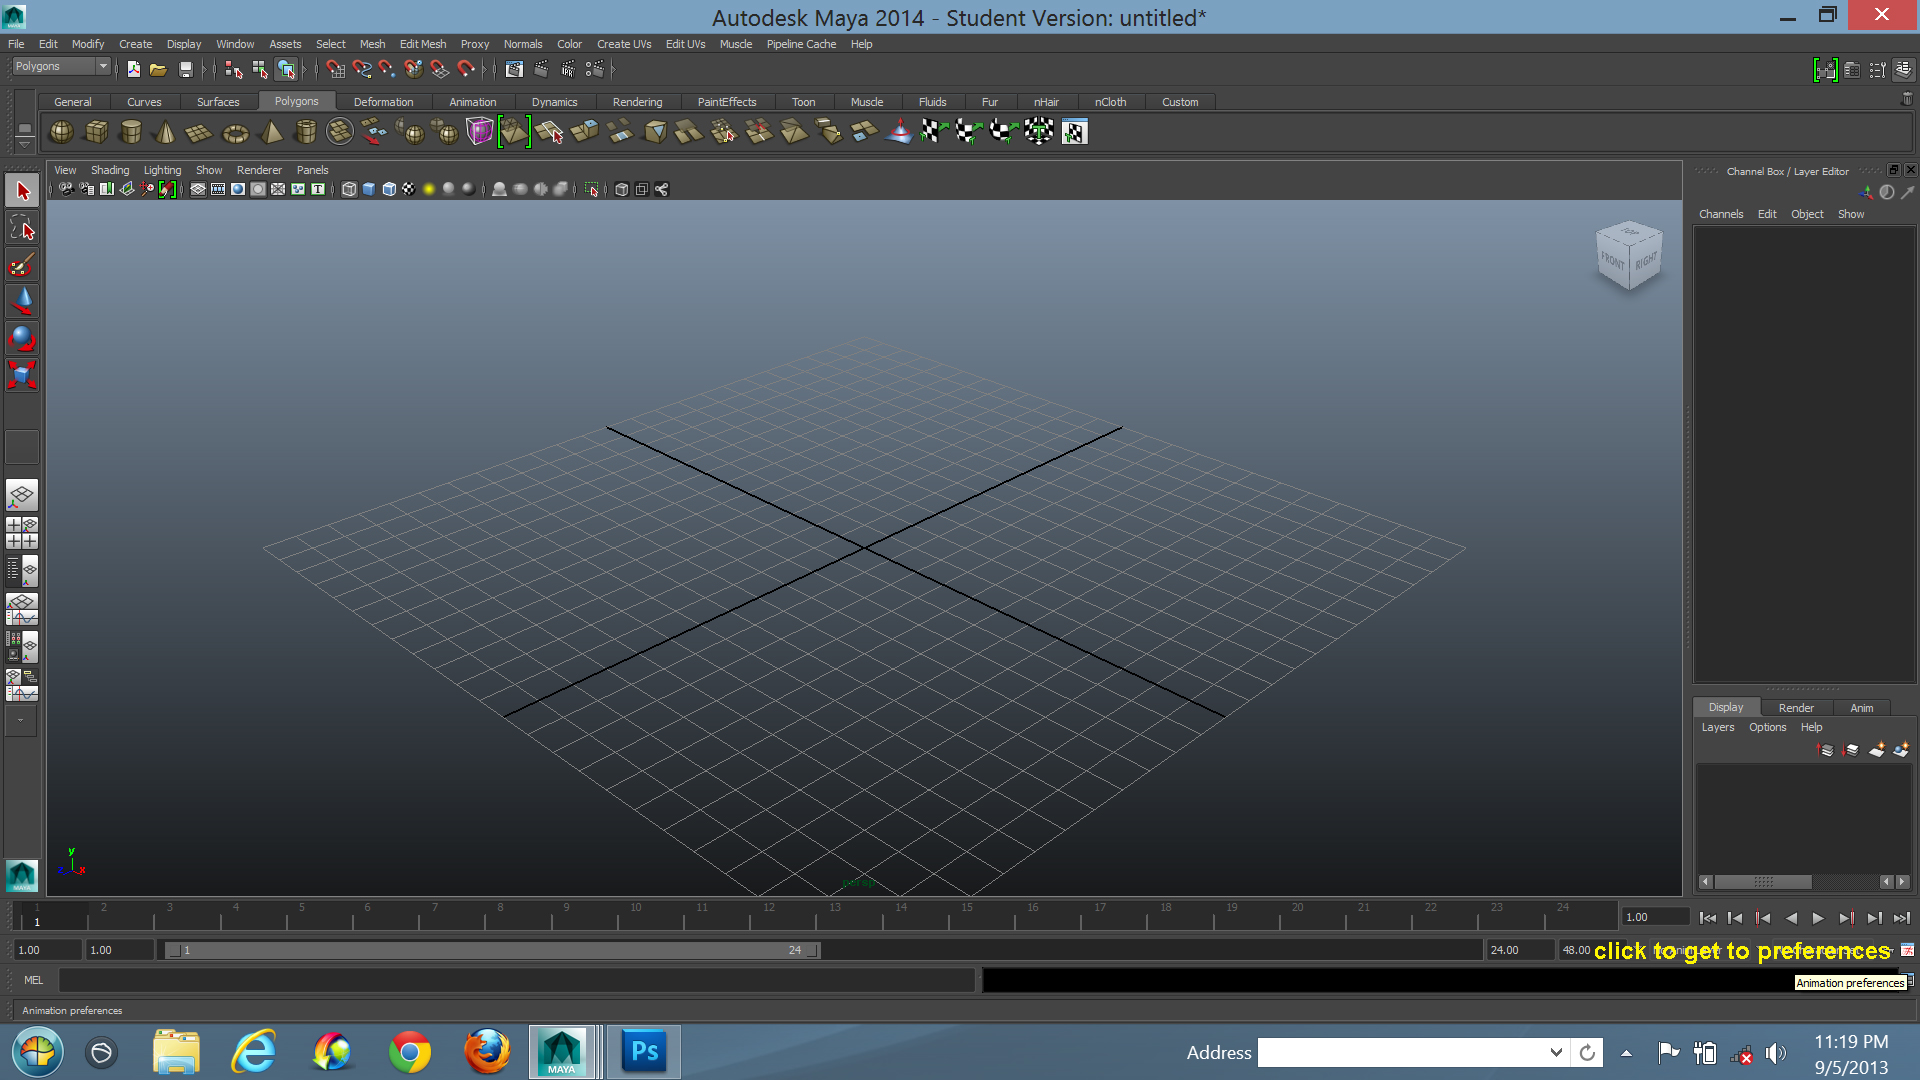 Autodesk Maya 2014 - Student Version: untitled*
File Edit Modify Create Display Window Assets Select Mesh Edit Mesh Proxy Normals Color Create UVs Edit UVs Muscle Pipeline Cache Help
Polygons
General Curves Surfaces Polygons Deformation Animation Dynamics Rendering PaintEffects Toon Muscle Fluids Fur nHair nCloth Custom
View Shading Lighting Show Renderer Panels
Channel Box / Layer Editor
Channels Edit Object Show
TOP
FRONT RIGHT
Display Render Anim
Layers Options Help
y
x
persp
1 2 3 4 5 6 7 8 9 10 11 12 13 14 15 16 17 18 19 20 21 22 23 24
1
1.00
1.00 1.00 1 24 24.00 48.00
click to get to preferences
MEL
Animation preferences
Animation preferences
MAYA
Ps
Address
11:19 PM
9/5/2013